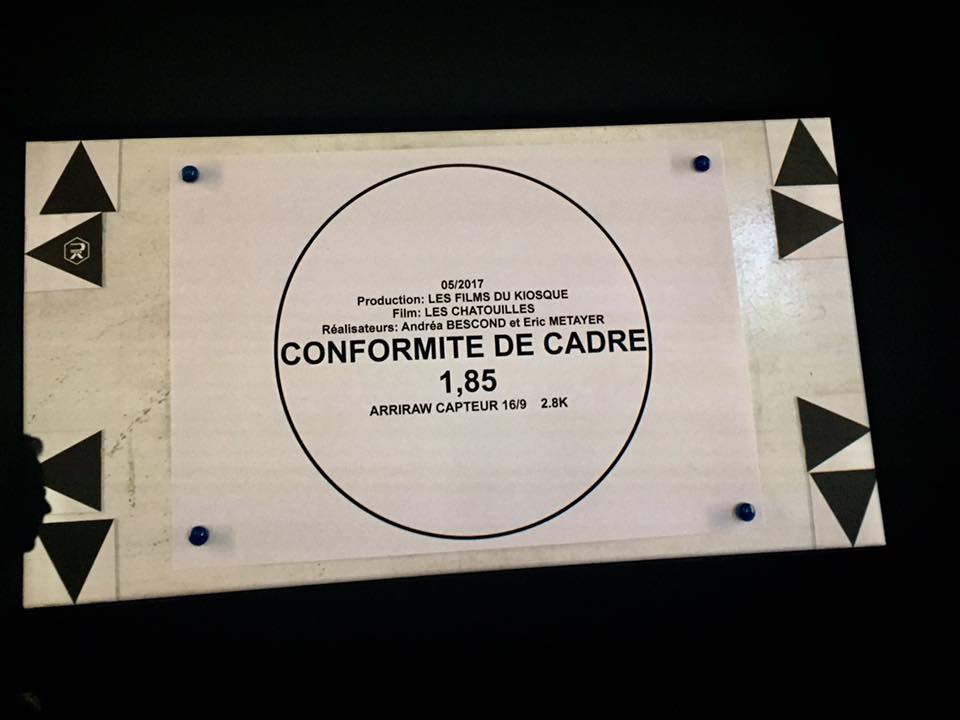 05/2017
Production: LES FILMS DU KIOSQUE
Film: LES CHATOUILLES
Réalisateurs: Andréa BESCOND et Eric METAYER
CONFORMITE DE CADRE
1,85
ARRIRAW CAPTEUR 16/9 2.8K